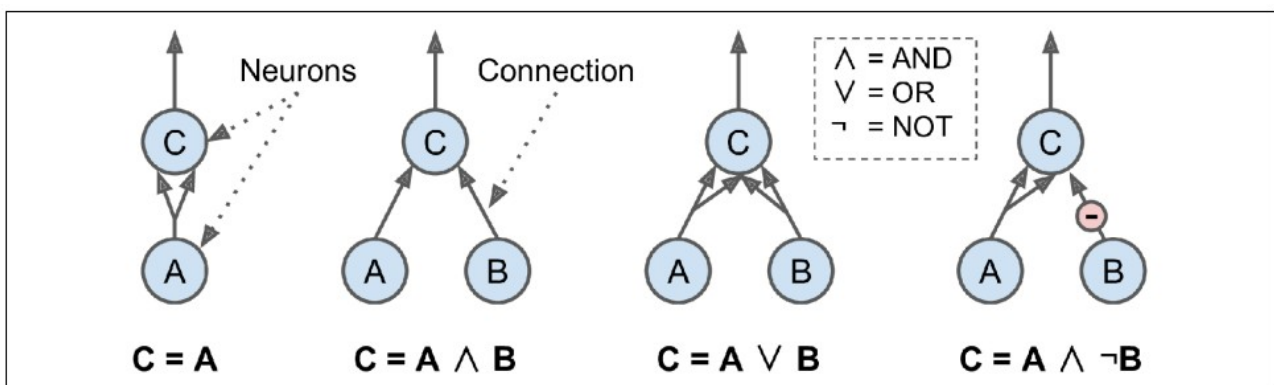 Neurons
Connection
∧ = AND
∨ = OR
¬ = NOT
C
C
C
C
A
A
B
A
B
A
-
B
C = A
C = A ∧ B
C = A ∨ B
C = A ∧ ¬B